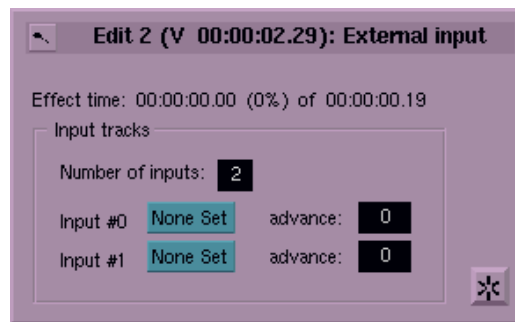 Edit 2 (V 00:00:02.29): External input
Effect time: 00:00:00.00 (0%) of 00:00:00.19
Input tracks
Number of inputs: 2
Input #0 None Set advance: 0
Input #1 None Set advance: 0